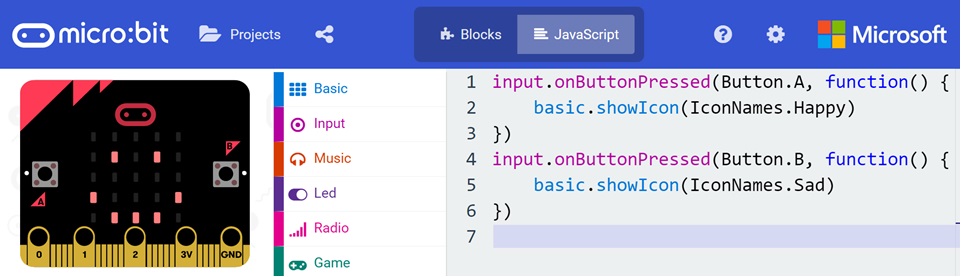 micro:bit Projects Blocks JavaScript ? Microsoft
B
A
0 1 2 3V GND
Basic
Input
Music
Led
Radio
Game
1 input.onButtonPressed(Button.A, function() {
2 basic.showIcon(IconNames.Happy)
3 })
4 input.onButtonPressed(Button.B, function() {
5 basic.showIcon(IconNames.Sad)
6 })
7